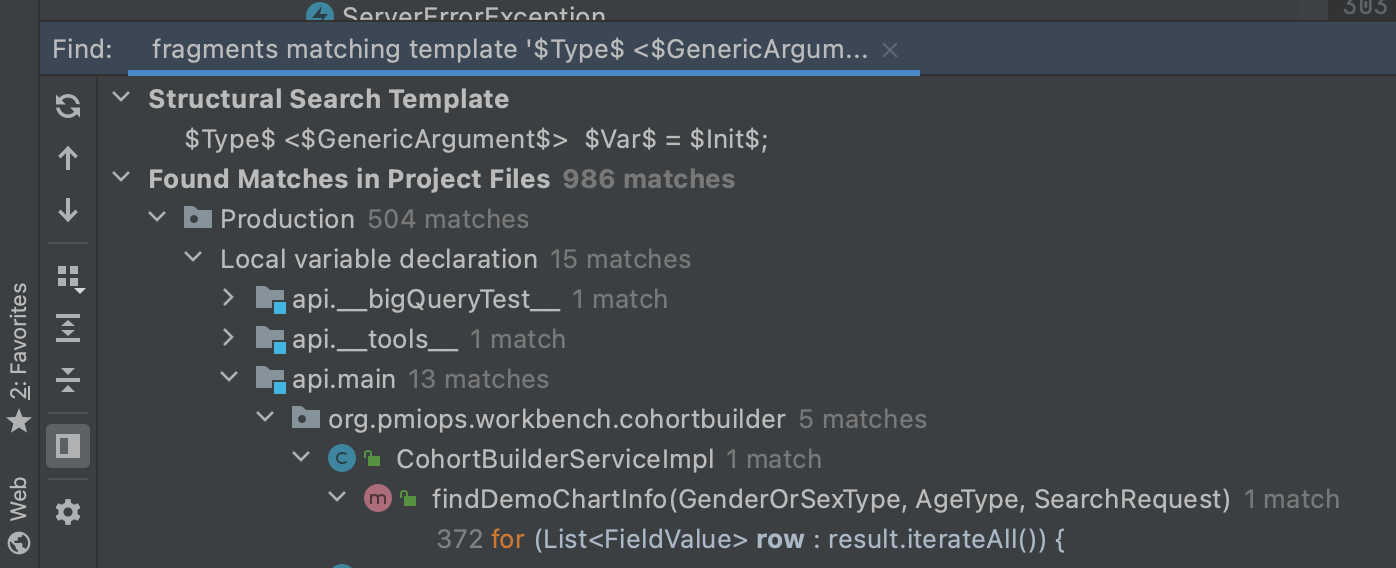 ServerErrorException
303
Find: fragments matching template '$Type$ <$GenericArgum...
Structural Search Template
$Type$ <$GenericArgument$> $Var$ = $Init$;
Found Matches in Project Files 986 matches
Production 504 matches
Local variable declaration 15 matches
api.__bigQueryTest__ 1 match
api.__tools__ 1 match
api.main 13 matches
org.pmiops.workbench.cohortbuilder 5 matches
C CohortBuilderServiceImpl 1 match
m findDemoChartInfo(GenderOrSexType, AgeType, SearchRequest) 1 match
372 for (List<FieldValue> row : result.iterateAll()) {
2: Favorites
Web